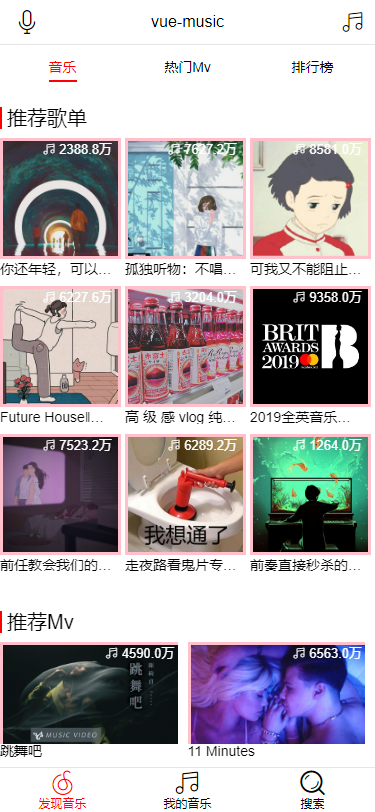 vue-music
音乐 热门Mv 排行榜
推荐歌单
2388.8万 7627.2万 8581.0万
你还年轻，可以… 孤独听物：不唱… 可我又不能阻止…
6227.6万 3204.0万 9358.0万
BRIT
AWARDS
2019
Future House‖… 高 级 感 vlog 纯… 2019全英音乐…
7523.2万 6289.2万 1264.0万
我想通了
前任教会我们的… 走夜路看鬼片专… 前奏直接秒杀的…
推荐Mv
4590.0万 6563.0万
跳舞吧
MUSIC VIDEO
跳舞吧 11 Minutes
发现音乐 我的音乐 搜索